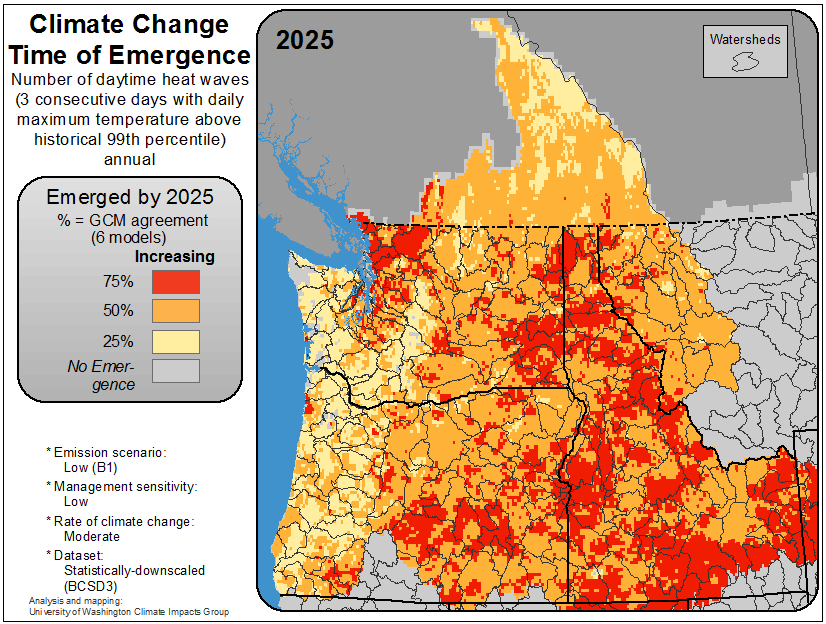 Climate Change
Time of Emergence
Number of daytime heat waves
(3 consecutive days with daily
maximum temperature above
historical 99th percentile)
annual
Emerged by 2025
% = GCM agreement
(6 models)
Increasing
75%
50%
25%
No Emer-
gence
* Emission scenario:
Low (B1)
* Management sensitivity:
Low
* Rate of climate change:
Moderate
* Dataset:
Statistically-downscaled
(BCSD3)
Analysis and mapping:
University of Washington Climate Impacts Group
2025
Watersheds